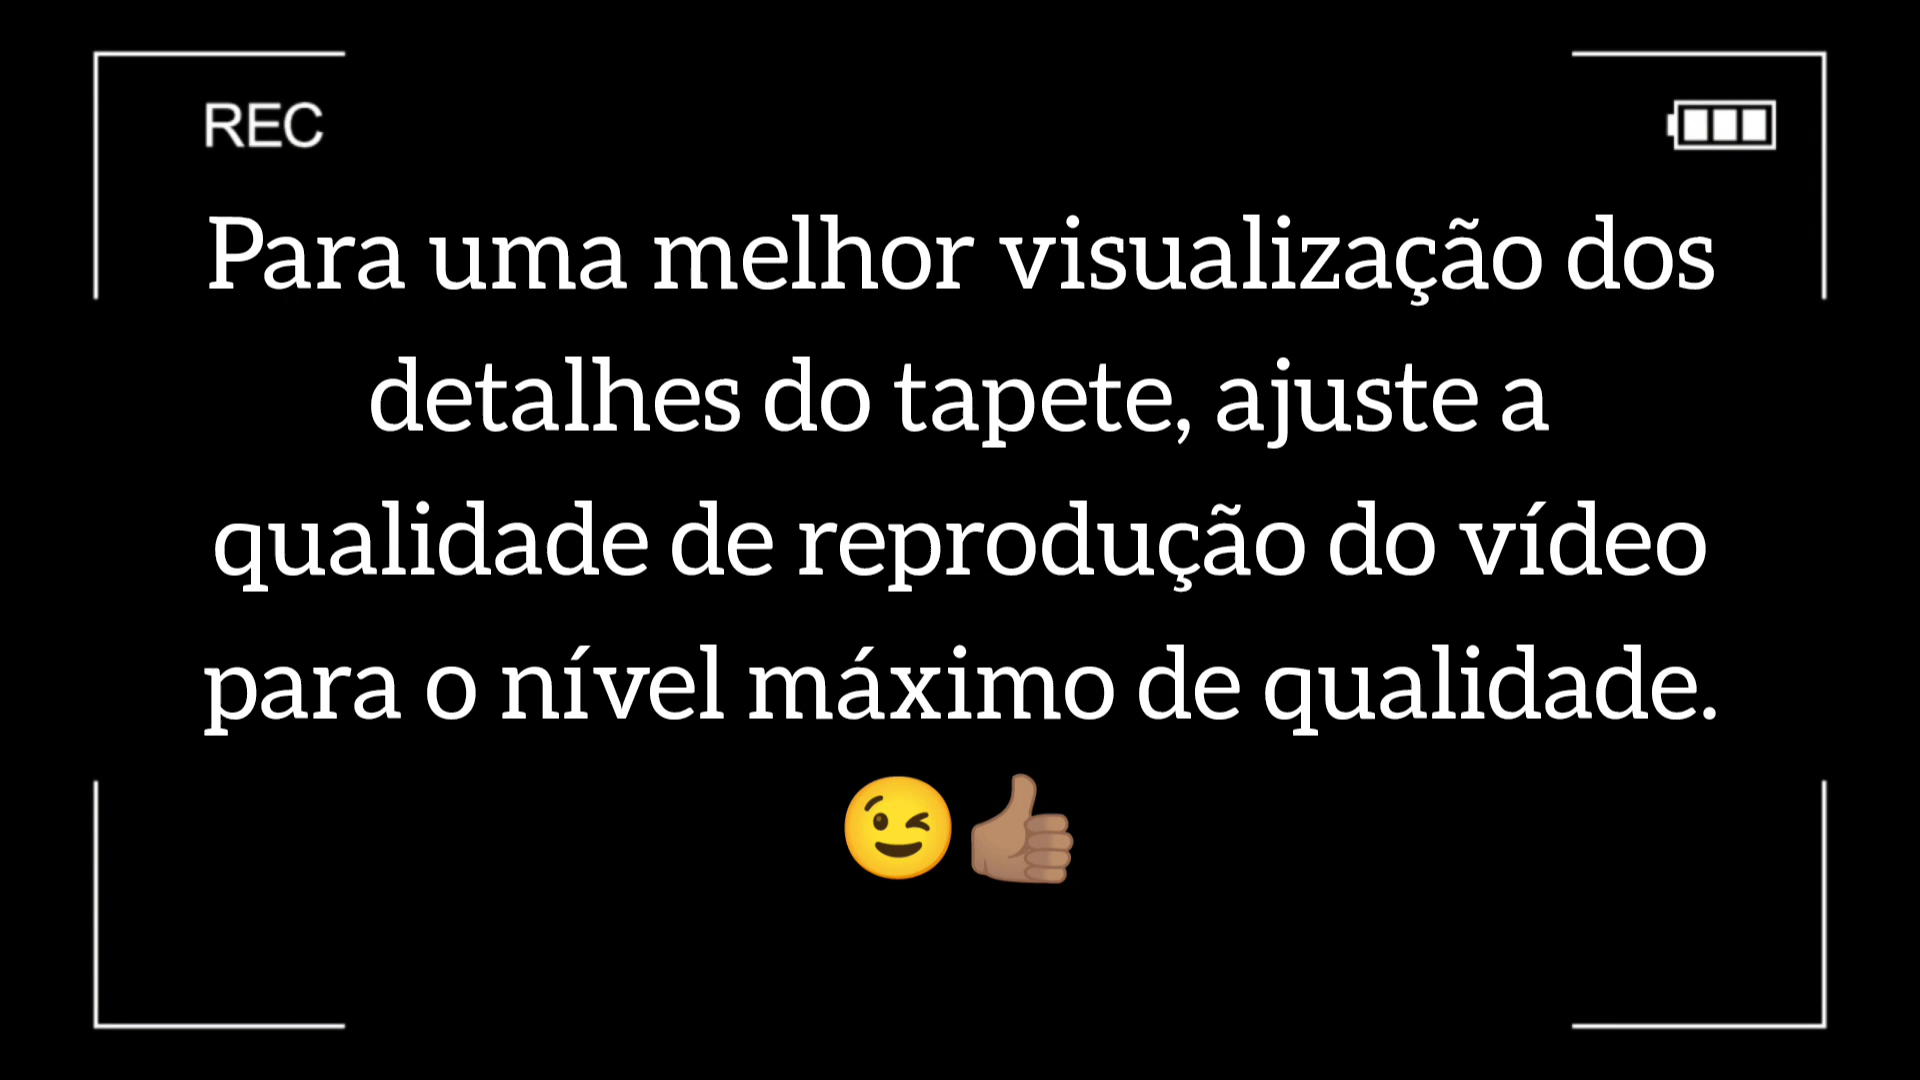 REC
Para uma melhor visualização dos
detalhes do tapete, ajuste a
qualidade de reprodução do vídeo
para o nível máximo de qualidade.
😉👍🏽